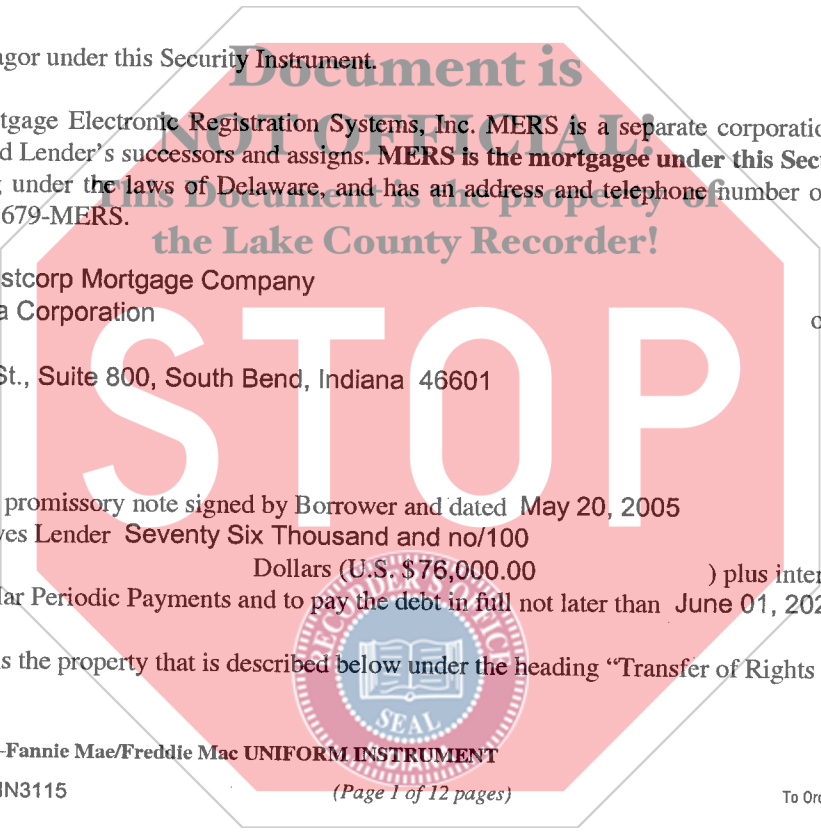 agor under this Security Instrument.
Document is
tgage Electronic Registration Systems, Inc. MERS is a separate corporatio
NOT OFFICIAL!
d Lender's successors and assigns. MERS is the mortgagee under this Sec
under the laws of Delaware, and has an address and telephone number o
This Document is the property of
679-MERS.
the Lake County Recorder!
stcorp Mortgage Company
a Corporation
o
St., Suite 800, South Bend, Indiana 46601
STOP
promissory note signed by Borrower and dated May 20, 2005
ves Lender Seventy Six Thousand and no/100
Dollars (U.S. $76,000.00 ) plus inter
lar Periodic Payments and to pay the debt in full not later than June 01, 202
RECORDER'S OFFICE
s the property that is described below under the heading "Transfer of Rights
SEAL
INDIANA
-Fannie Mae/Freddie Mac UNIFORM INSTRUMENT
IN3115
(Page 1 of 12 pages)
To Ord